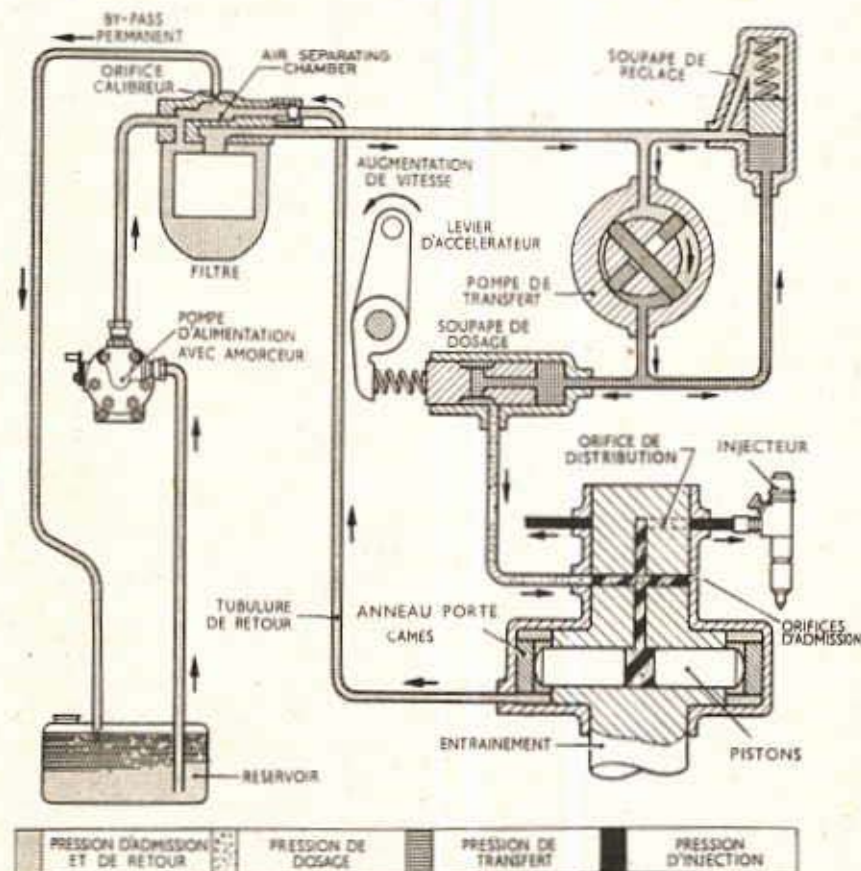 BY-PASS
PERMANENT
AIR SEPARATING
CHAMBER
ORIFICE
CALIBREUR
SOUPAPE DE
REGLAGE
AUGMENTATION
DE VITESSE
LEVIER
D'ACCELERATEUR
FILTRE
POMPE DE
TRANSFERT
POMPE
D'ALIMENTATION
AVEC AMORCEUR
SOUPAPE DE
DOSAGE
ORIFICE DE
DISTRIBUTION
INJECTEUR
TUBULURE
DE RETOUR
ANNEAU PORTE
CAMES
ORIFICES
D'ADMISSION
ENTRAINEMENT
PISTONS
RESERVOIR
PRESSION D'ADMISSION
ET DE RETOUR
PRESSION DE
DOSAGE
PRESSION DE
TRANSFERT
PRESSION
D'INJECTION